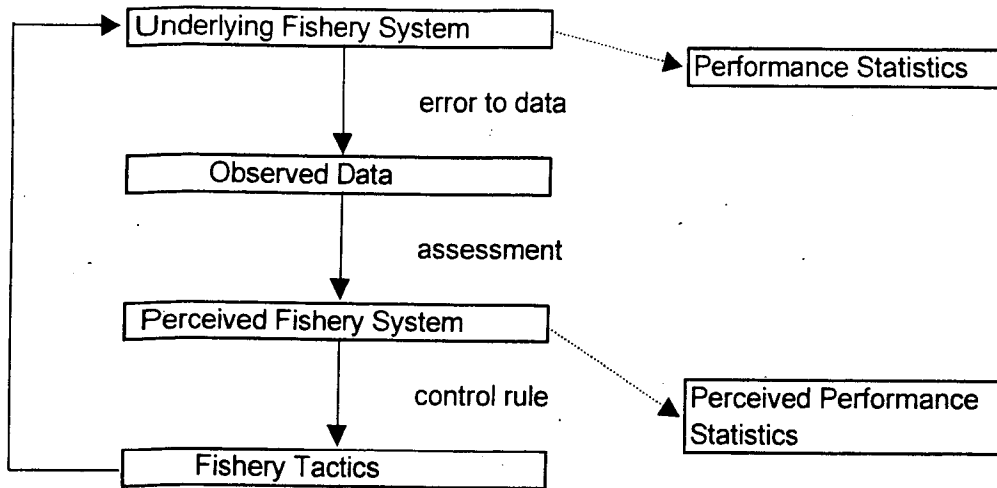 Underlying Fishery System
Performance Statistics
error to data
Observed Data
assessment
Perceived Fishery System
control rule
Perceived Performance
Statistics
Fishery Tactics